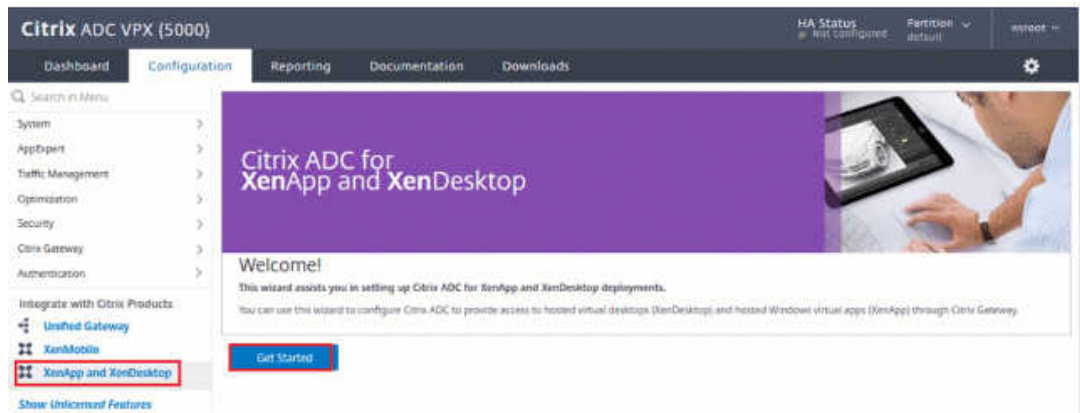 Citrix ADC VPX (5000)
HA Status
Not configured
Partition
default
nsroot
Dashboard
Configuration
Reporting
Documentation
Downloads
Search in Menu
System
AppExpert
Traffic Management
Optimization
Security
Citrix Gateway
Authentication
Integrate with Citrix Products
Unified Gateway
XenMobile
XenApp and XenDesktop
Show Unlicensed Features
Citrix ADC for
XenApp and XenDesktop
Welcome!
This wizard assists you in setting up Citrix ADC for XenApp and XenDesktop deployments.
You can use this wizard to configure Citrix ADC to provide access to hosted virtual desktops (XenDesktop) and hosted Windows virtual apps (XenApp) through Citrix Gateway.
Get Started